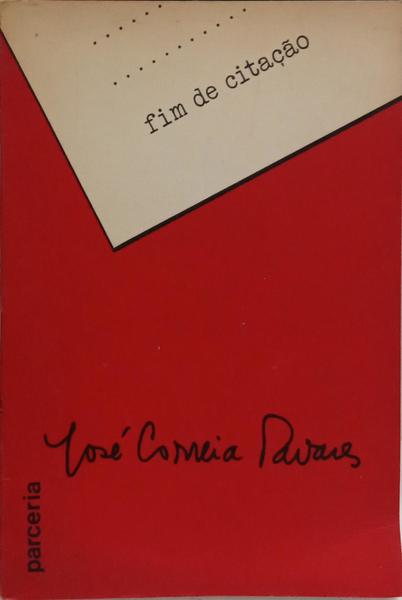 . . . . . .
. . . . . . . . . . .
fim de citação
José Correia Tavares
parceria